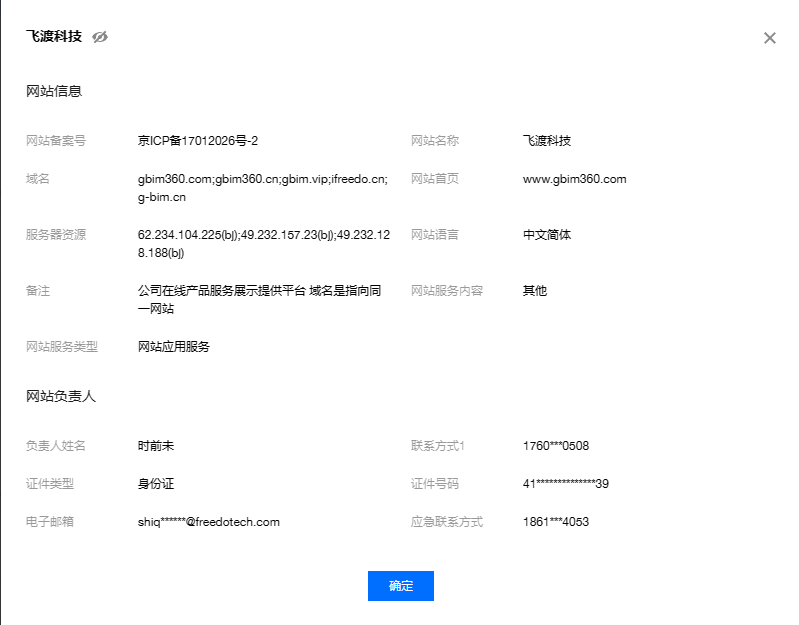 飞渡科技
网站信息
网站备案号 京ICP备17012026号-2 网站名称 飞渡科技
域名 gbim360.com;gbim360.cn;gbim.vip;ifreedo.cn; 网站首页 www.gbim360.com
g-bim.cn
服务器资源 62.234.104.225(bj);49.232.157.23(bj);49.232.12 网站语言 中文简体
8.188(bj)
备注 公司在线产品服务展示提供平台 域名是指向同 网站服务内容 其他
一网站
网站服务类型 网站应用服务
网站负责人
负责人姓名 时前未 联系方式1 1760***0508
证件类型 身份证 证件号码 41**************39
电子邮箱 shiq******@freedotech.com 应急联系方式 1861***4053
确定